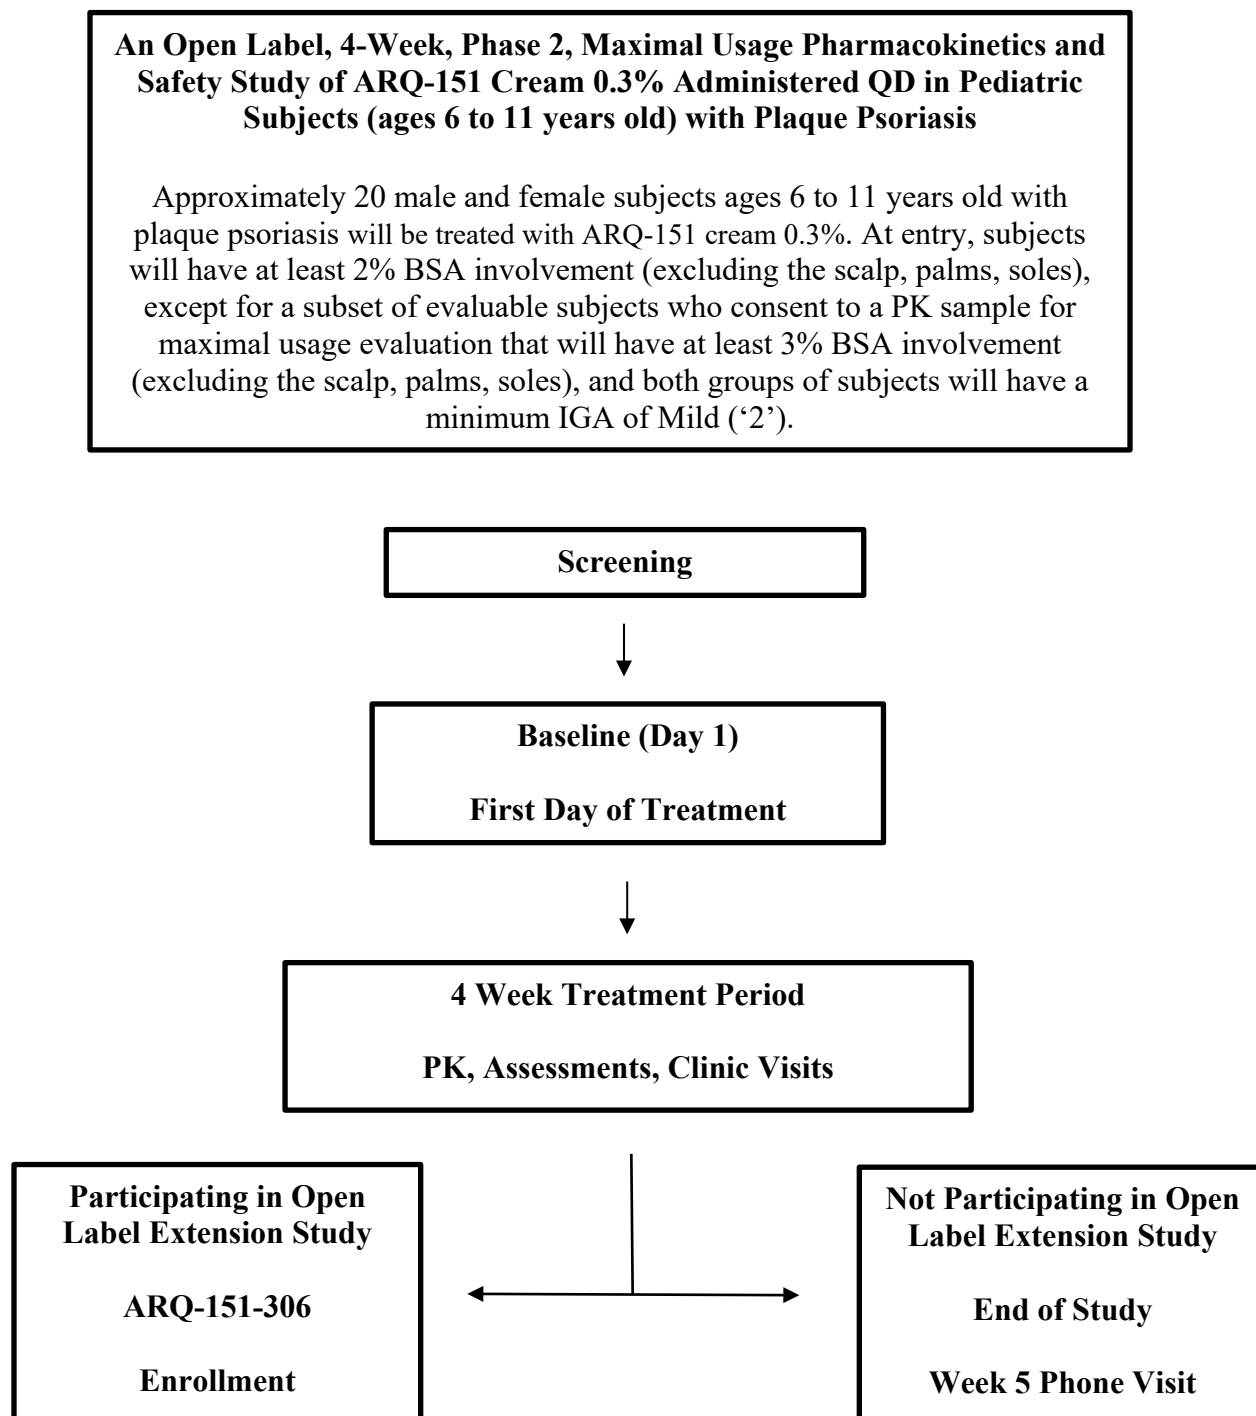 An Open Label, 4-Week, Phase 2, Maximal Usage Pharmacokinetics and
Safety Study of ARQ-151 Cream 0.3% Administered QD in Pediatric
Subjects (ages 6 to 11 years old) with Plaque Psoriasis
Approximately 20 male and female subjects ages 6 to 11 years old with
plaque psoriasis will be treated with ARQ-151 cream 0.3%. At entry, subjects
will have at least 2% BSA involvement (excluding the scalp, palms, soles),
except for a subset of evaluable subjects who consent to a PK sample for
maximal usage evaluation that will have at least 3% BSA involvement
(excluding the scalp, palms, soles), and both groups of subjects will have a
minimum IGA of Mild (‘2’).
Screening
Baseline (Day 1)
First Day of Treatment
4 Week Treatment Period
PK, Assessments, Clinic Visits
Participating in Open
Label Extension Study
ARQ-151-306
Enrollment
Not Participating in Open
Label Extension Study
End of Study
Week 5 Phone Visit